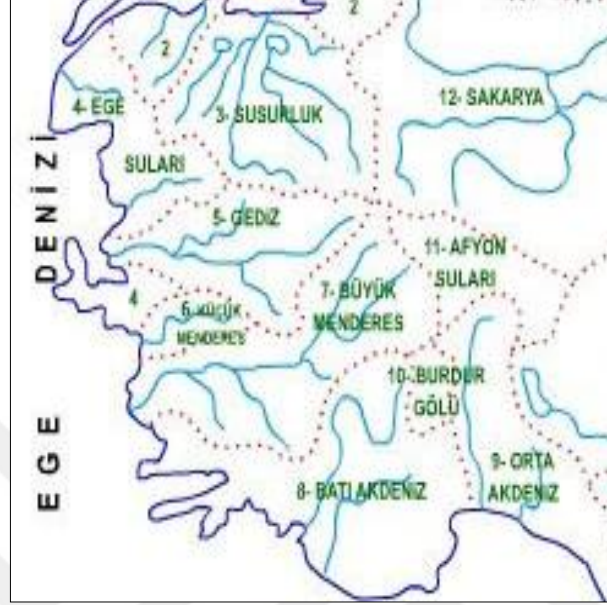 2
2
4- EGE
SULARI
3- SUSURLUK
12- SAKARYA
5- GEDİZ
11- AFYON
SULARI
4
6- KÜÇÜK
MENDERES
7- BÜYÜK
MENDERES
10- BURDUR
GÖLÜ
8- BATI AKDENİZ
9- ORTA
AKDENİZ
EGE DENİZİ